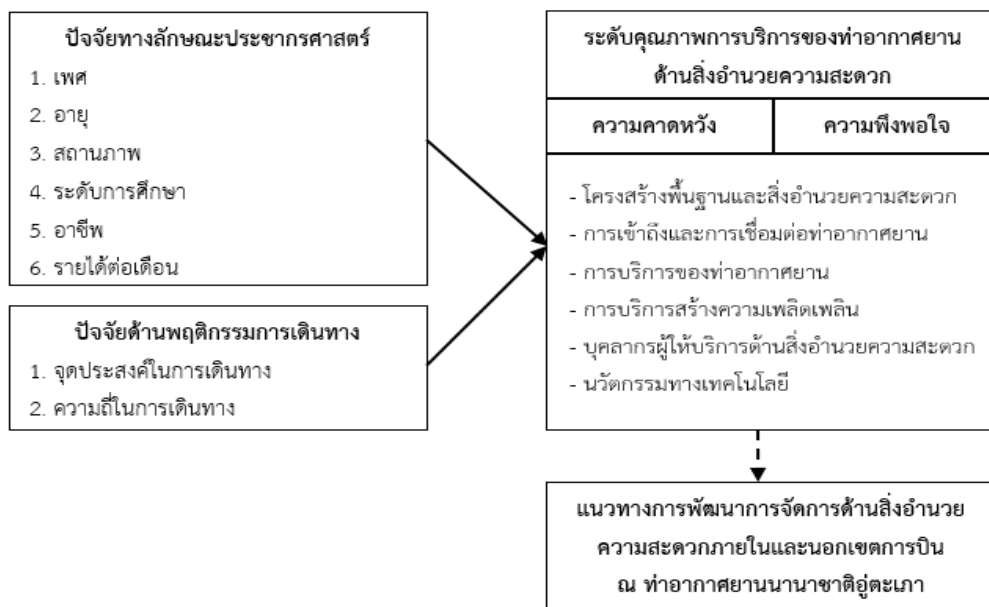 ปัจจัยทางลักษณะประชากรศาสตร์
1. เพศ
2. อายุ
3. สถานภาพ
4. ระดับการศึกษา
5. อาชีพ
6. รายได้ต่อเดือน
ปัจจัยด้านพฤติกรรมการเดินทาง
1. จุดประสงค์ในการเดินทาง
2. ความถี่ในการเดินทาง
ระดับคุณภาพการบริการของท่าอากาศยาน
ด้านสิ่งอำนวยความสะดวก
ความคาดหวัง
ความพึงพอใจ
- โครงสร้างพื้นฐานและสิ่งอำนวยความสะดวก
- การเข้าถึงและการเชื่อมต่อท่าอากาศยาน
- การบริการของท่าอากาศยาน
- การบริการสร้างความเพลิดเพลิน
- บุคลากรผู้ให้บริการด้านสิ่งอำนวยความสะดวก
- นวัตกรรมทางเทคโนโลยี
แนวทางการพัฒนาการจัดการด้านสิ่งอำนวย
ความสะดวกภายในและนอกเขตการบิน
ณ ท่าอากาศยานนานาชาติอู่ตะเภา